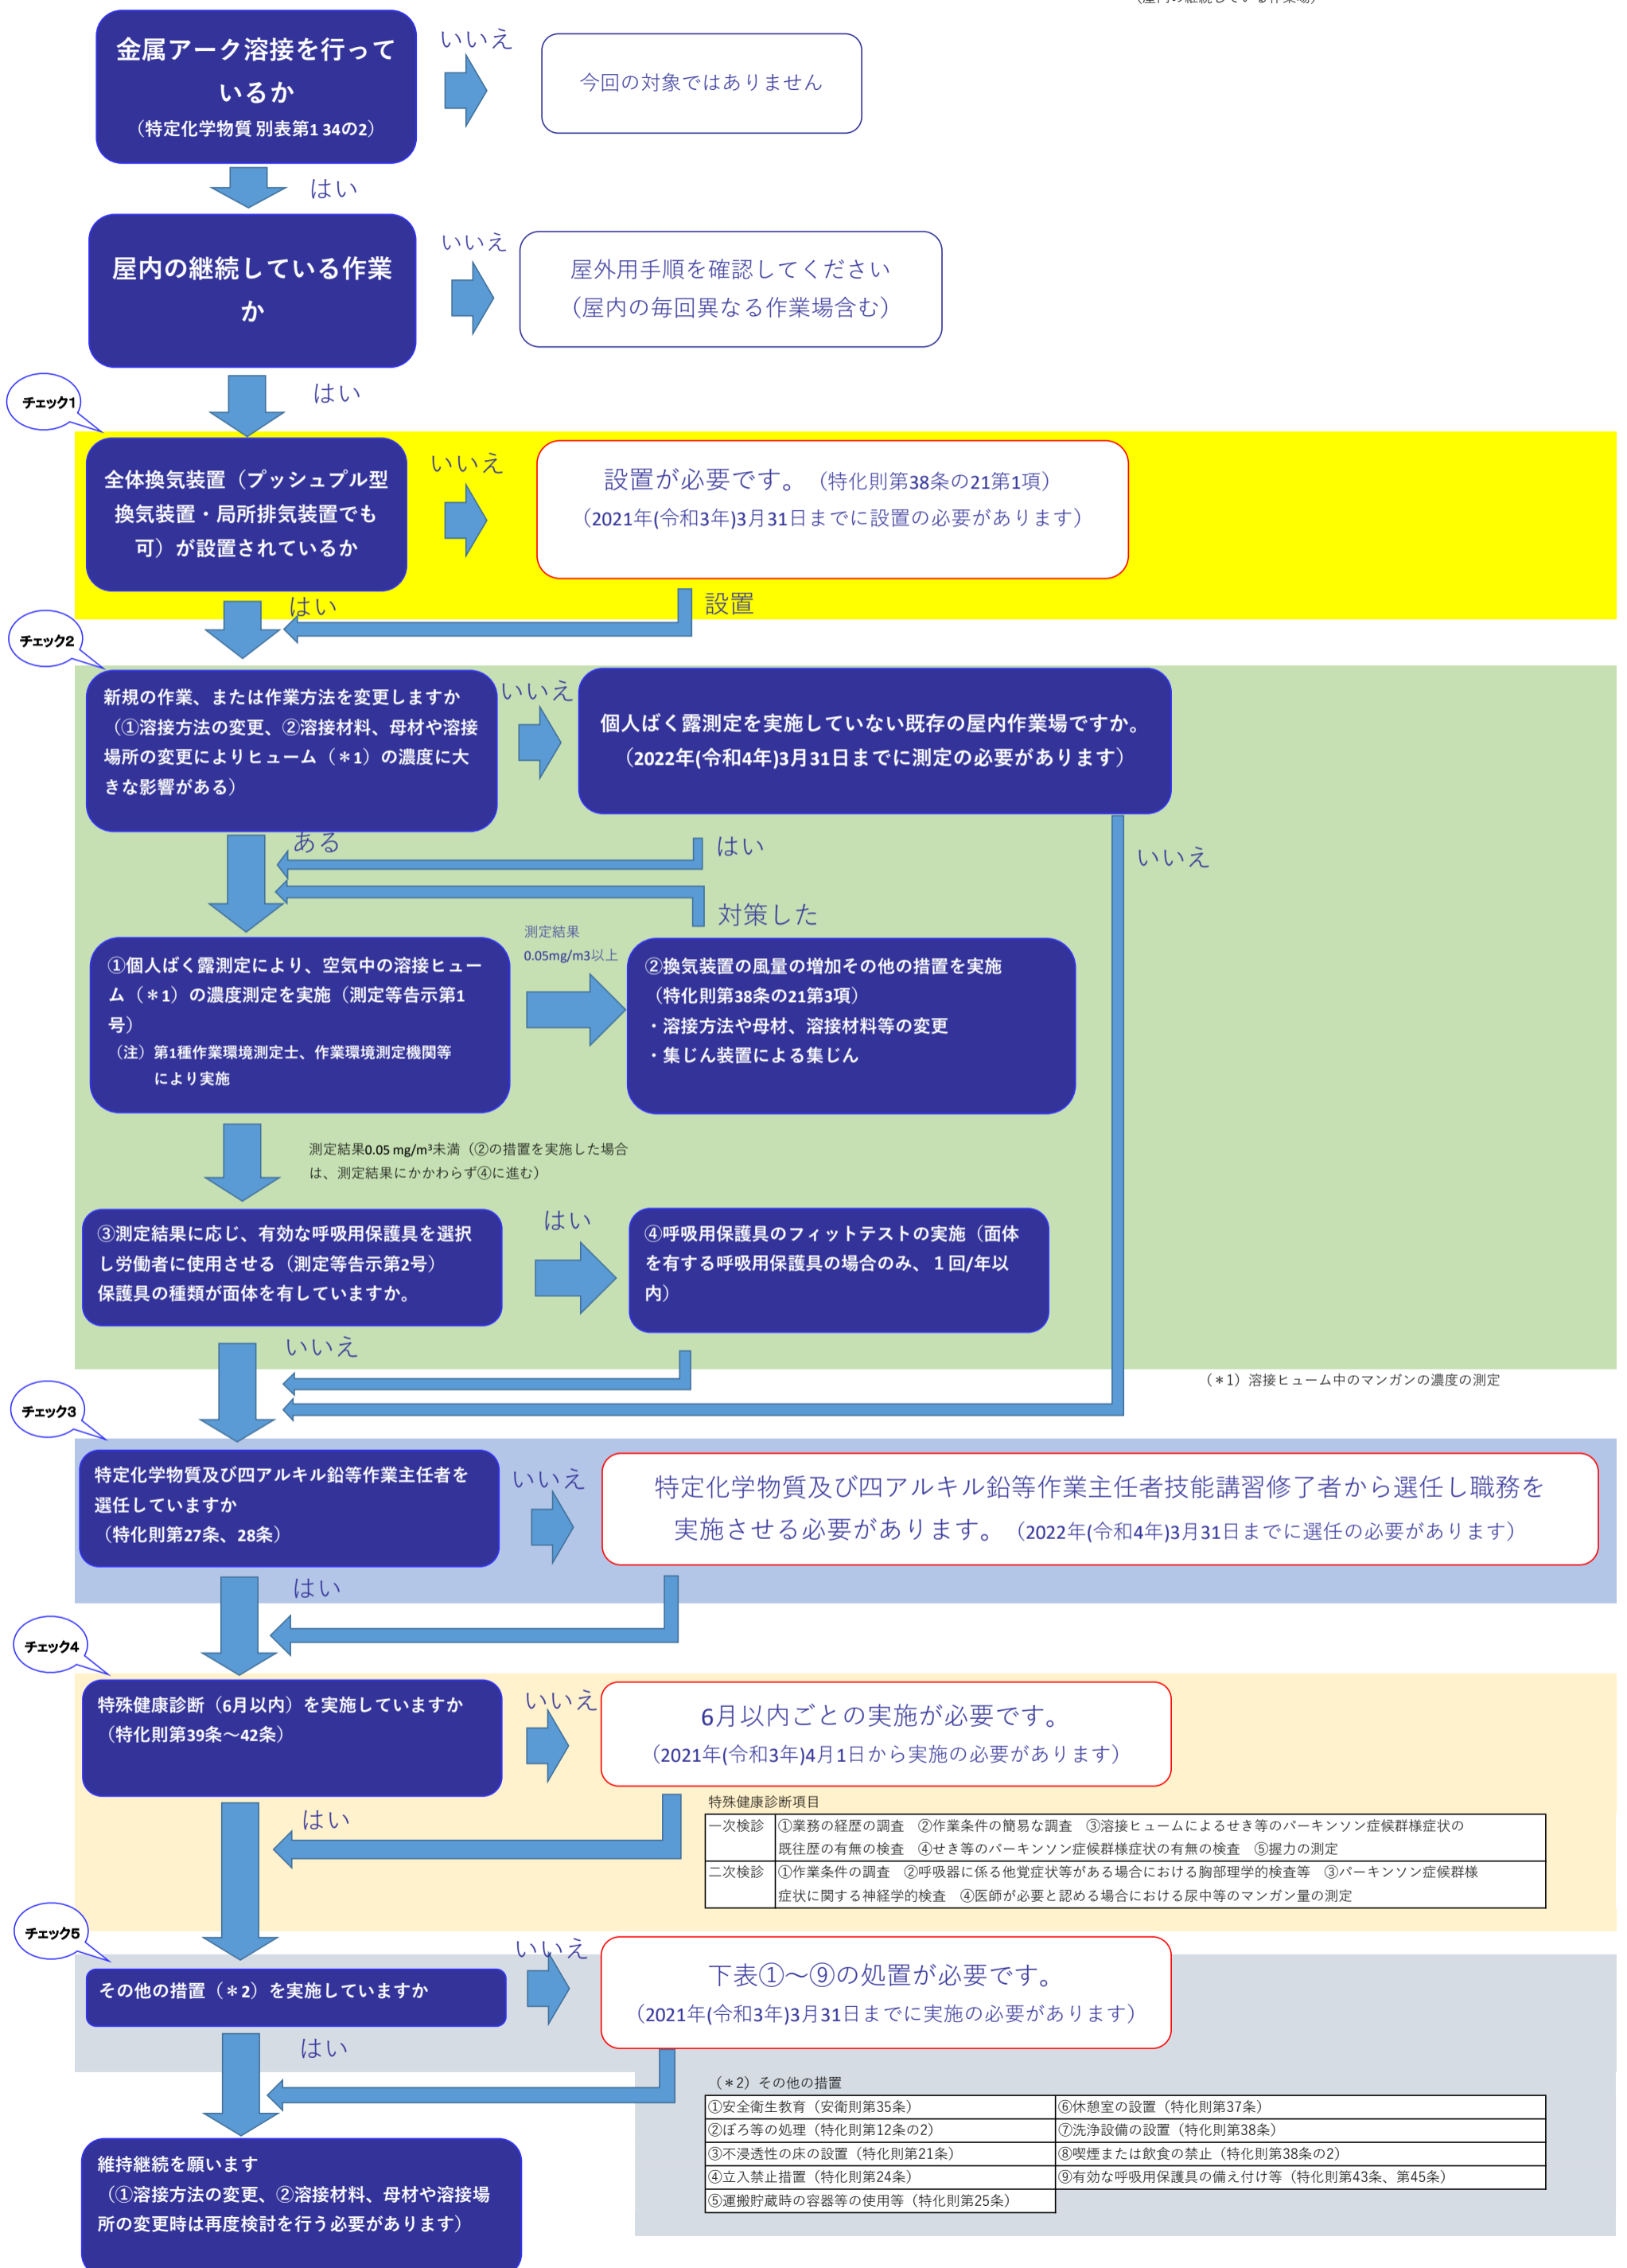 金属アーク溶接を行って
いるか
（特定化学物質 別表第1 34の2）
いいえ
今回の対象ではありません
はい
屋内の継続している作業
か
いいえ
屋外用手順を確認してください
（屋内の毎回異なる作業場含む）
はい
チェック1
全体換気装置（プッシュプル型
換気装置・局所排気装置でも
可）が設置されているか
いいえ
設置が必要です。（特化則第38条の21第1項）
（2021年(令和3年)3月31日までに設置の必要があります）
はい
設置
チェック2
新規の作業、または作業方法を変更しますか
（①溶接方法の変更、②溶接材料、母材や溶接
場所の変更によりヒューム（＊1）の濃度に大
きな影響がある）
いいえ
個人ばく露測定を実施していない既存の屋内作業場ですか。
（2022年(令和4年)3月31日までに測定の必要があります）
ある
はい
いいえ
対策した
①個人ばく露測定により、空気中の溶接ヒュー
ム（＊1）の濃度測定を実施（測定等告示第1
号）
（注）第1種作業環境測定士、作業環境測定機関等
により実施
測定結果
0.05mg/m3以上
②換気装置の風量の増加その他の措置を実施
（特化則第38条の21第3項）
・溶接方法や母材、溶接材料等の変更
・集じん装置による集じん
測定結果0.05 mg/m³未満（②の措置を実施した場合
は、測定結果にかかわらず④に進む）
③測定結果に応じ、有効な呼吸用保護具を選択
し労働者に使用させる（測定等告示第2号）
保護具の種類が面体を有していますか。
はい
④呼吸用保護具のフィットテストの実施（面体
を有する呼吸用保護具の場合のみ、１回/年以
内）
いいえ
（＊1）溶接ヒューム中のマンガンの濃度の測定
チェック3
特定化学物質及び四アルキル鉛等作業主任者を
選任していますか
（特化則第27条、28条）
いいえ
特定化学物質及び四アルキル鉛等作業主任者技能講習修了者から選任し職務を
実施させる必要があります。（2022年(令和4年)3月31日までに選任の必要があります）
はい
チェック4
特殊健康診断（6月以内）を実施していますか
（特化則第39条～42条）
いいえ
6月以内ごとの実施が必要です。
（2021年(令和3年)4月1日から実施の必要があります）
はい
特殊健康診断項目
一次検診 ①業務の経歴の調査 ②作業条件の簡易な調査 ③溶接ヒュームによるせき等のパーキンソン症候群様症状の
既往歴の有無の検査 ④せき等のパーキンソン症候群様症状の有無の検査 ⑤握力の測定
二次検診 ①作業条件の調査 ②呼吸器に係る他覚症状等がある場合における胸部理学的検査等 ③パーキンソン症候群様
症状に関する神経学的検査 ④医師が必要と認める場合における尿中等のマンガン量の測定
チェック5
その他の措置（＊2）を実施していますか
いいえ
下表①～⑨の処置が必要です。
（2021年(令和3年)3月31日までに実施の必要があります）
はい
（＊2）その他の措置
①安全衛生教育（安衛則第35条） ⑥休憩室の設置（特化則第37条）
②ぼろ等の処理（特化則第12条の2） ⑦洗浄設備の設置（特化則第38条）
③不浸透性の床の設置（特化則第21条） ⑧喫煙または飲食の禁止（特化則第38条の2）
④立入禁止措置（特化則第24条） ⑨有効な呼吸用保護具の備え付け等（特化則第43条、第45条）
⑤運搬貯蔵時の容器等の使用等（特化則第25条）
維持継続を願います
（①溶接方法の変更、②溶接材料、母材や溶接場
所の変更時は再度検討を行う必要があります）